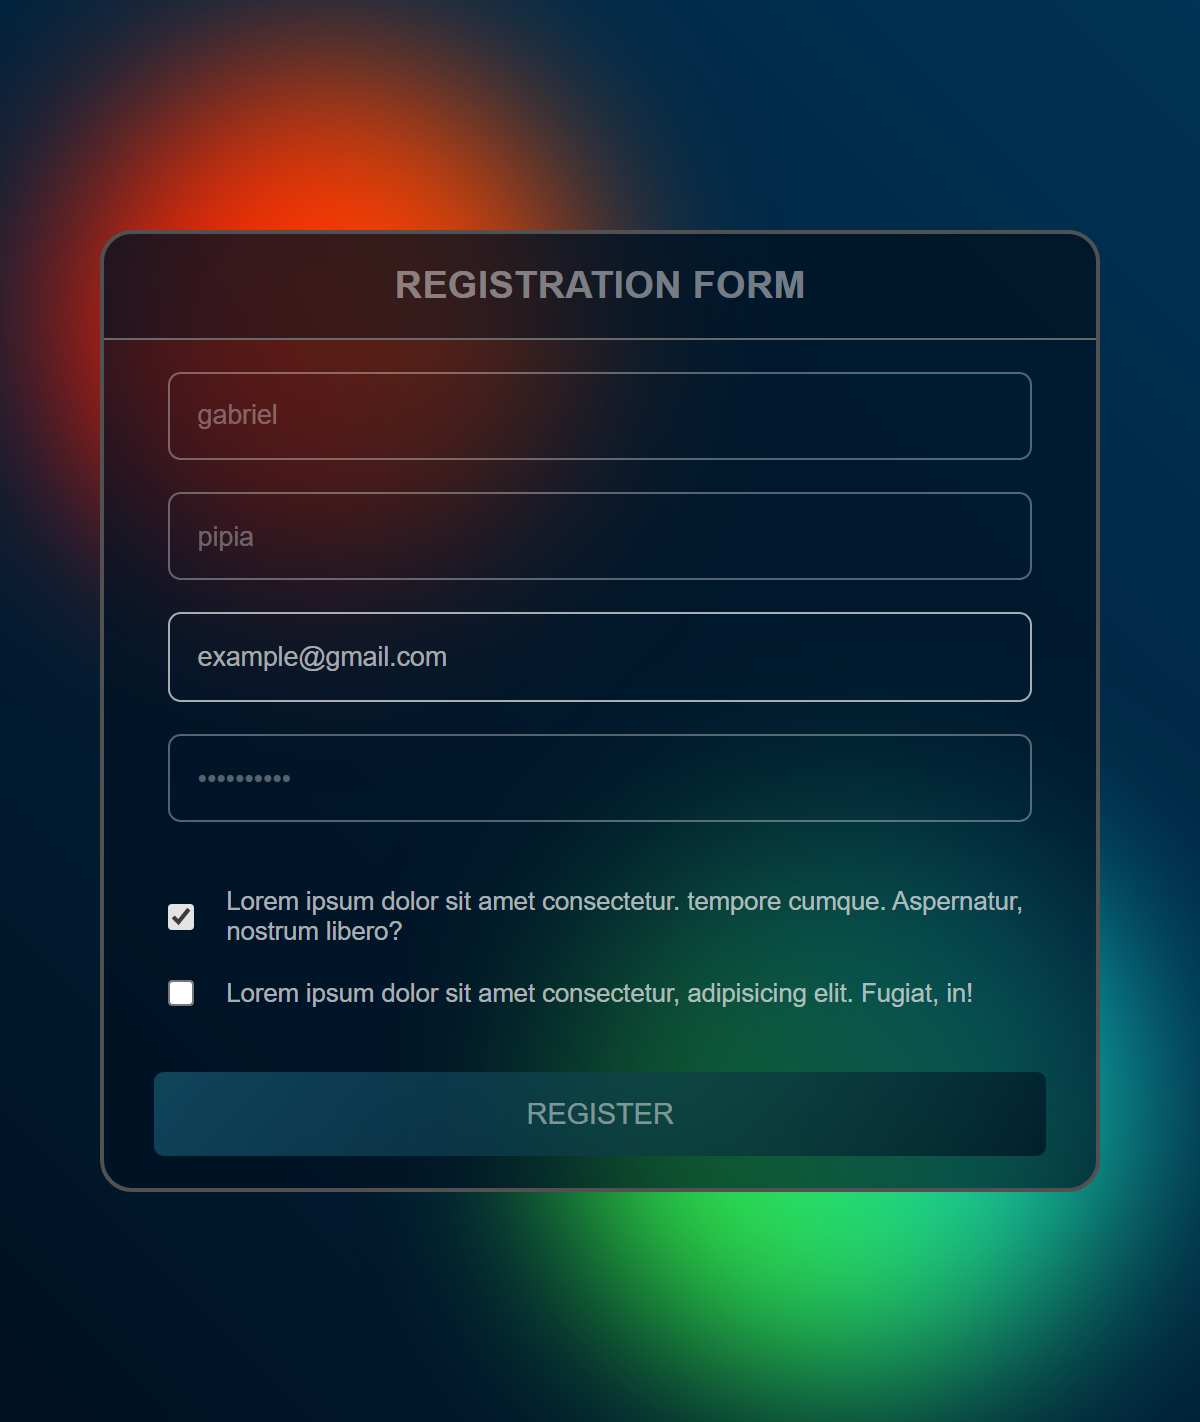 REGISTRATION FORM
gabriel
pipia
example@gmail.com
••••••••••
Lorem ipsum dolor sit amet consectetur. tempore cumque. Aspernatur,
nostrum libero?
Lorem ipsum dolor sit amet consectetur, adipisicing elit. Fugiat, in!
REGISTER